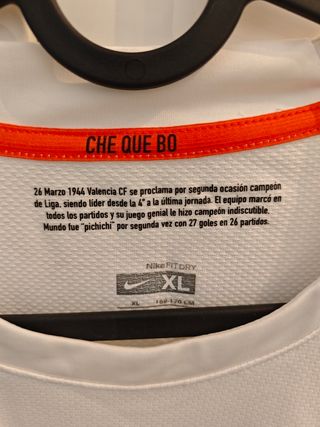 CHE QUE BO
26 Marzo 1944 Valencia CF se proclama por segunda ocasión campeón
de Liga. siendo líder desde la 4ª a la última jornada. El equipo marcó en
todos los partidos y su juego genial le hizo campeón indiscutible.
Mundo fue "pichichi" por segunda vez con 27 goles en 26 partidos.
Nike FIT DRY
XL
XL